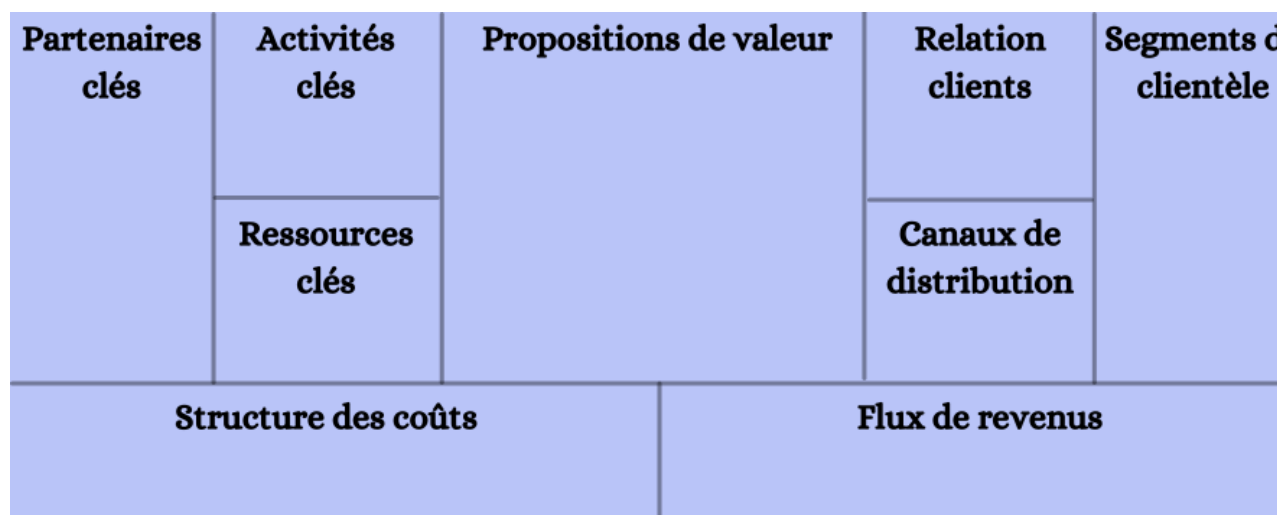 Partenaires
clés
Activités
clés
Ressources
clés
Propositions de valeur
Relation
clients
Canaux de
distribution
Segments d
clientèle
Structure des coûts
Flux de revenus